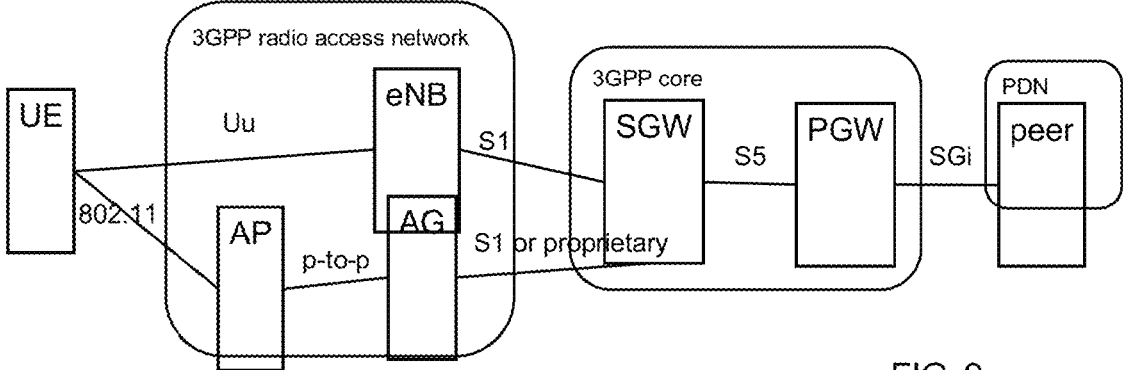 3GPP radio access network
3GPP core
PDN
UE
eNB
SGW
PGW
peer
Uu
S1
S5
SGi
802.11
AP
AG
p-to-p
S1 or proprietary